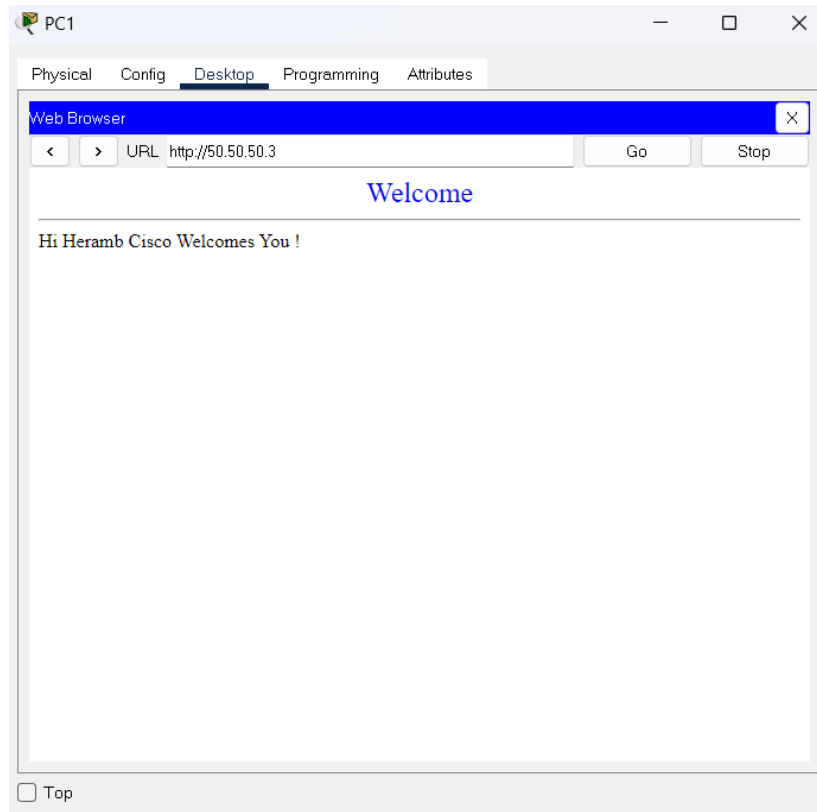 PC1
Physical Config Desktop Programming Attributes
Web Browser X
< > URL http://50.50.50.3 Go Stop
Welcome
Hi Heramb Cisco Welcomes You !
Top